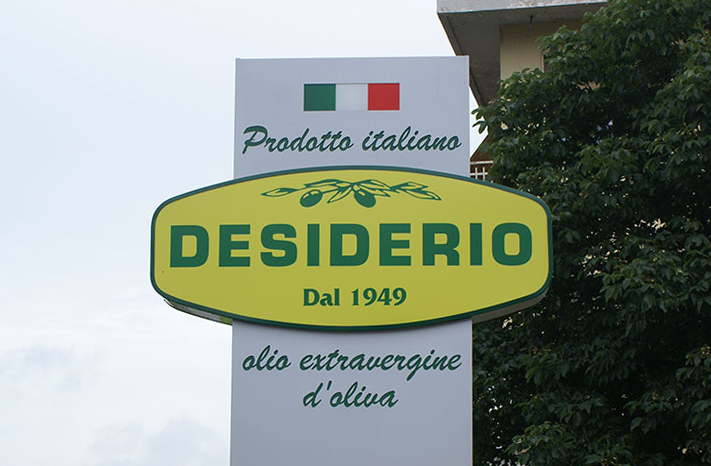 Prodotto italiano
DESIDERIO
Dal 1949
olio extravergine
d'oliva